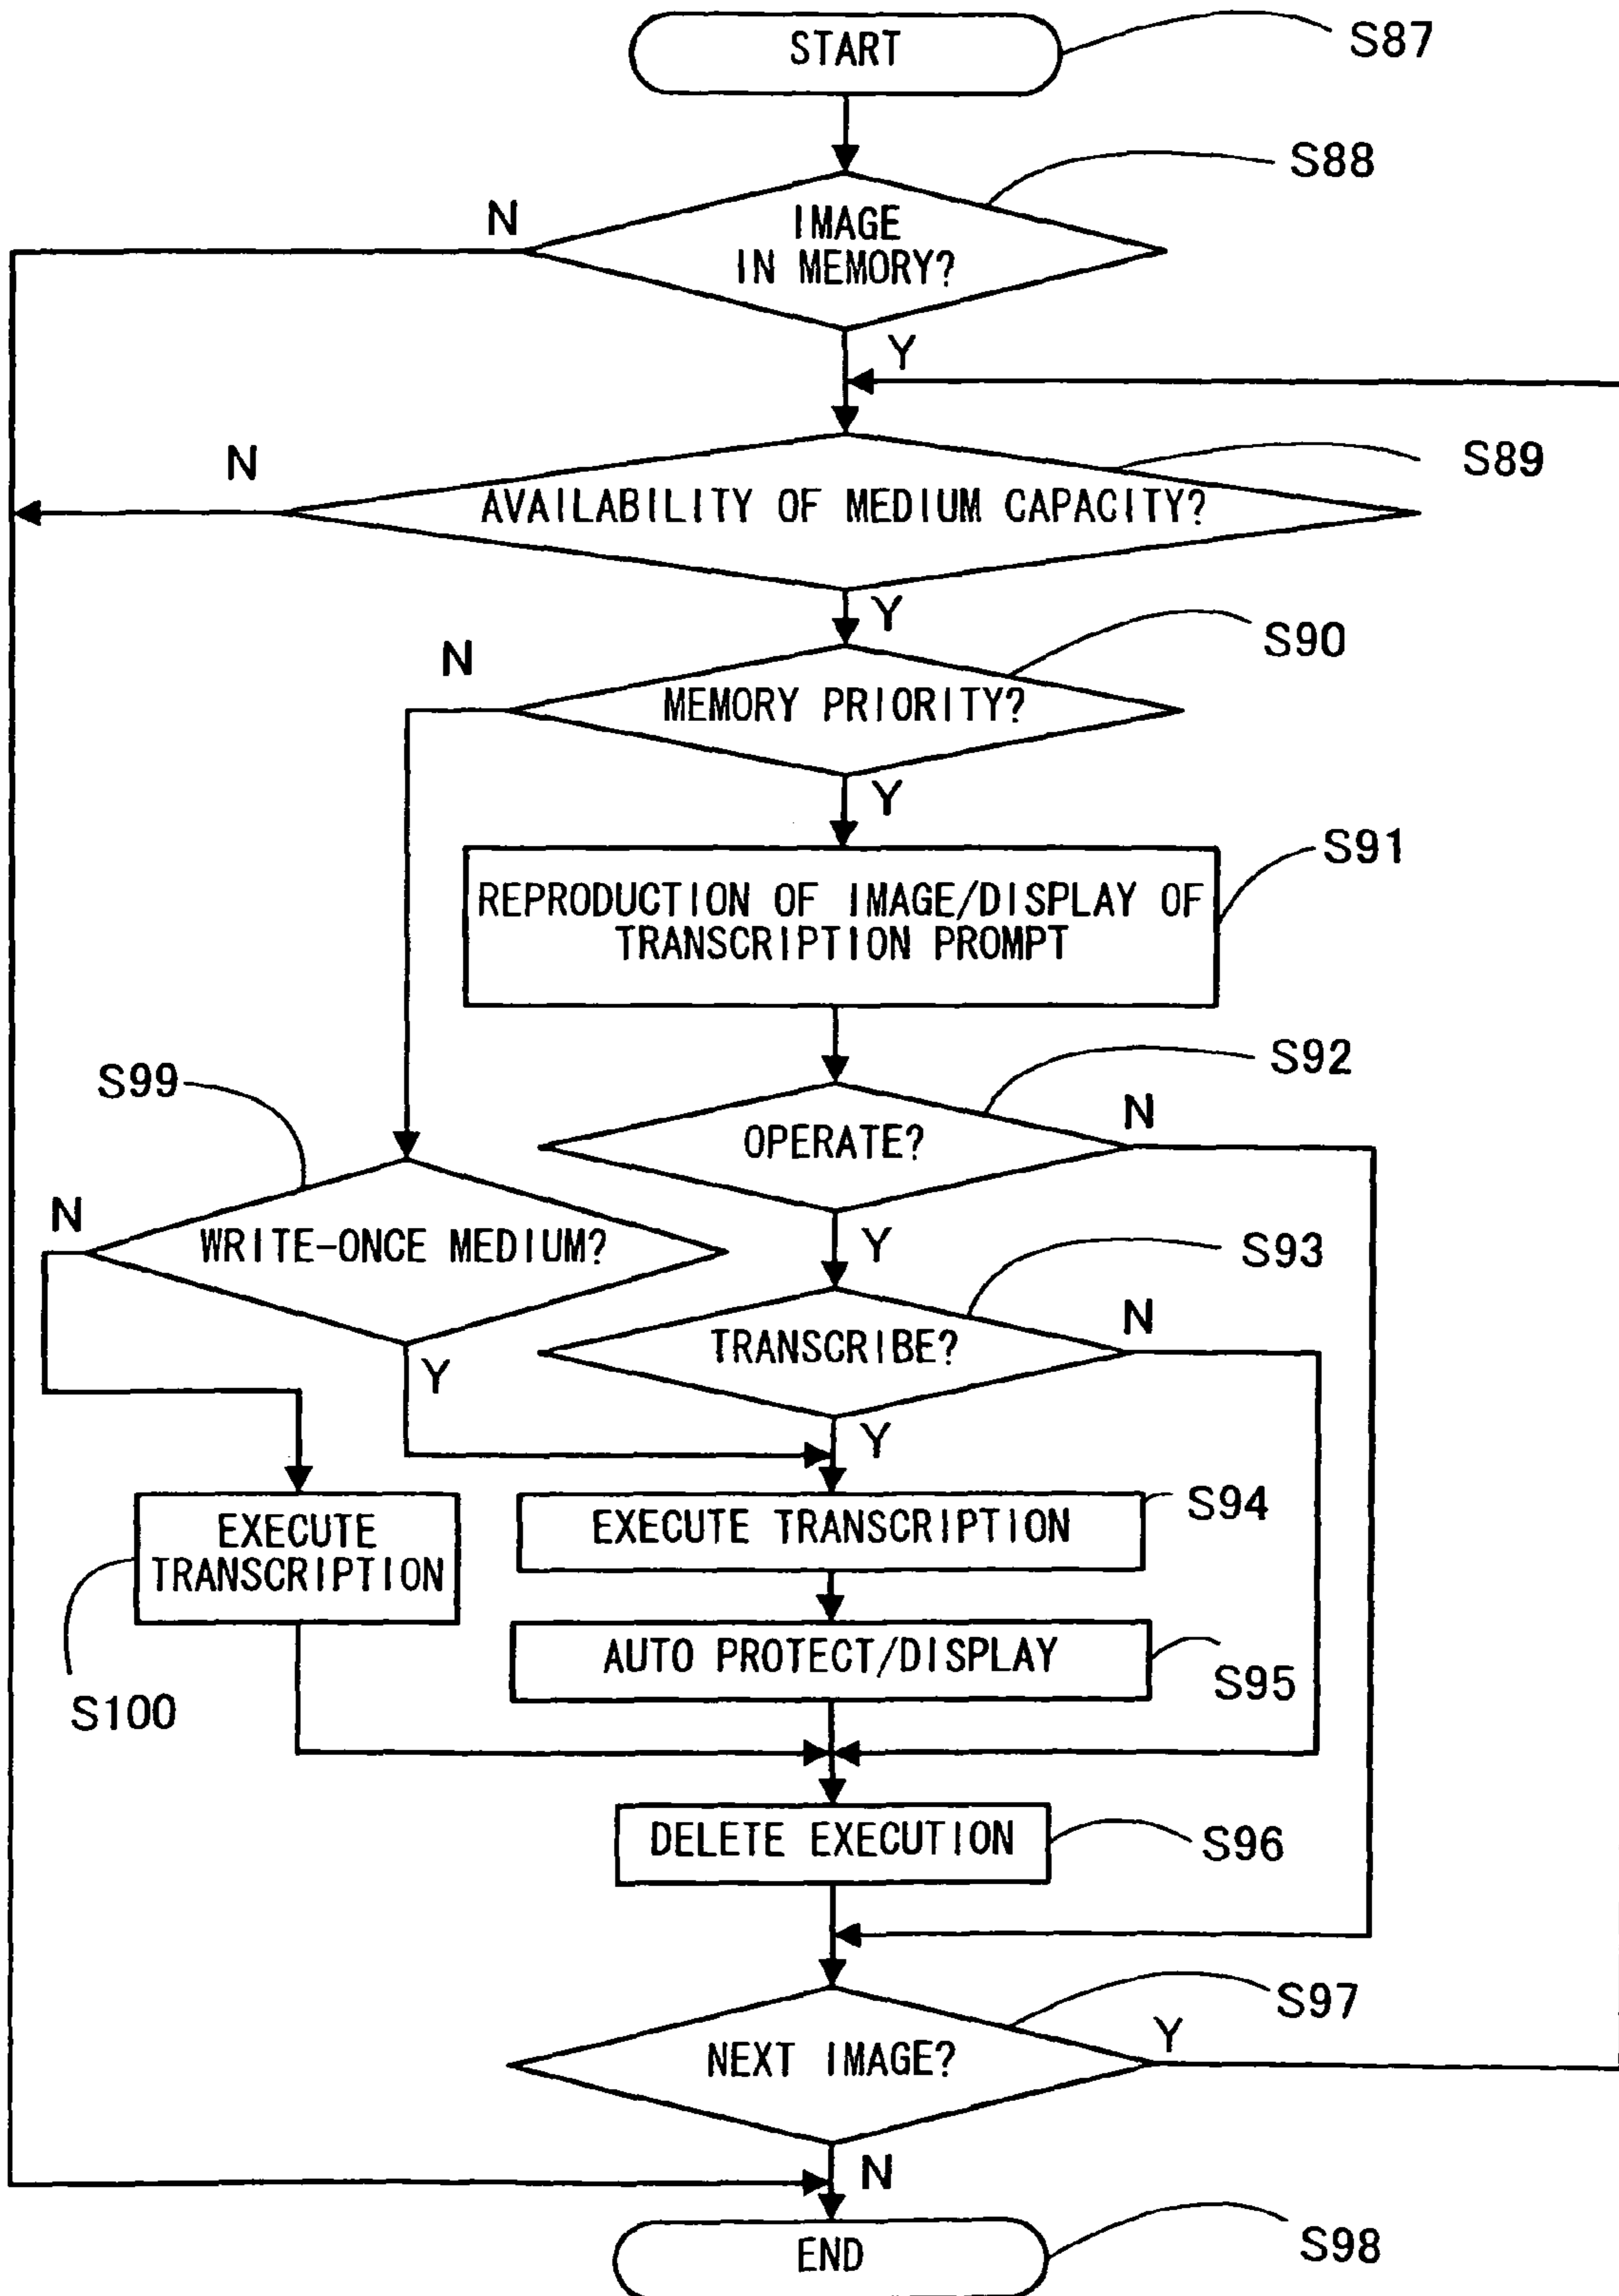 START
S87
S88
N
IMAGE
IN MEMORY?
Y
N
S89
AVAILABILITY OF MEDIUM CAPACITY?
Y
S90
N
MEMORY PRIORITY?
Y
S91
REPRODUCTION OF IMAGE/DISPLAY OF
TRANSCRIPTION PROMPT
S92
S99
N
OPERATE?
N
WRITE-ONCE MEDIUM?
Y
S93
N
TRANSCRIBE?
Y
Y
S94
EXECUTE TRANSCRIPTION
EXECUTE
TRANSCRIPTION
AUTO PROTECT/DISPLAY
S95
S100
DELETE EXECUTION
S96
S97
Y
NEXT IMAGE?
N
END
S98